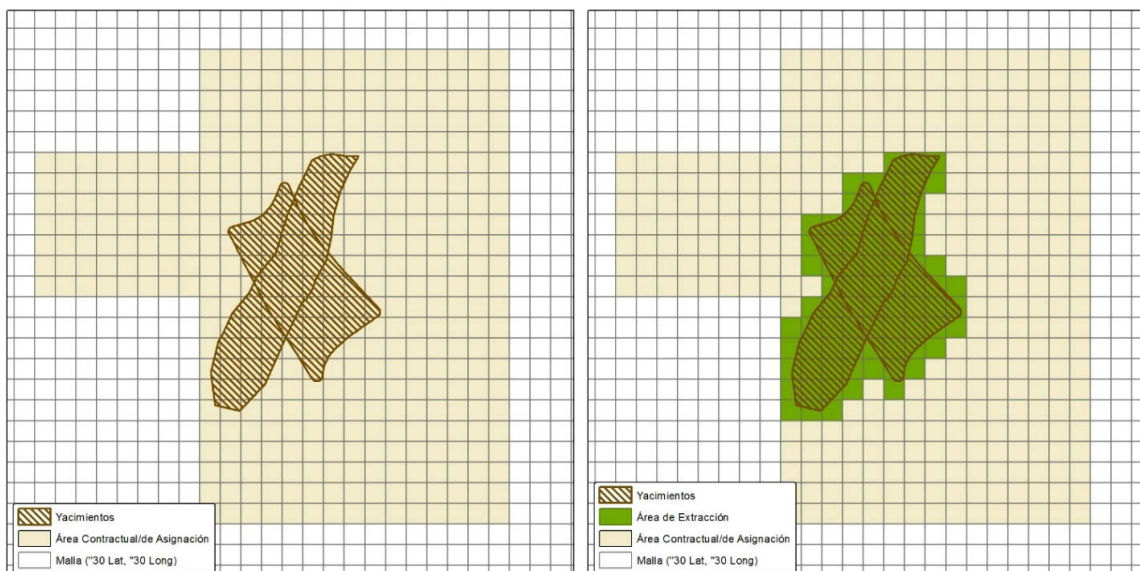 Yacimientos
Área Contractual/de Asignación
Malla ("30 Lat, "30 Long)
Yacimientos
Área de Extracción
Área Contractual/de Asignación
Malla ("30 Lat, "30 Long)